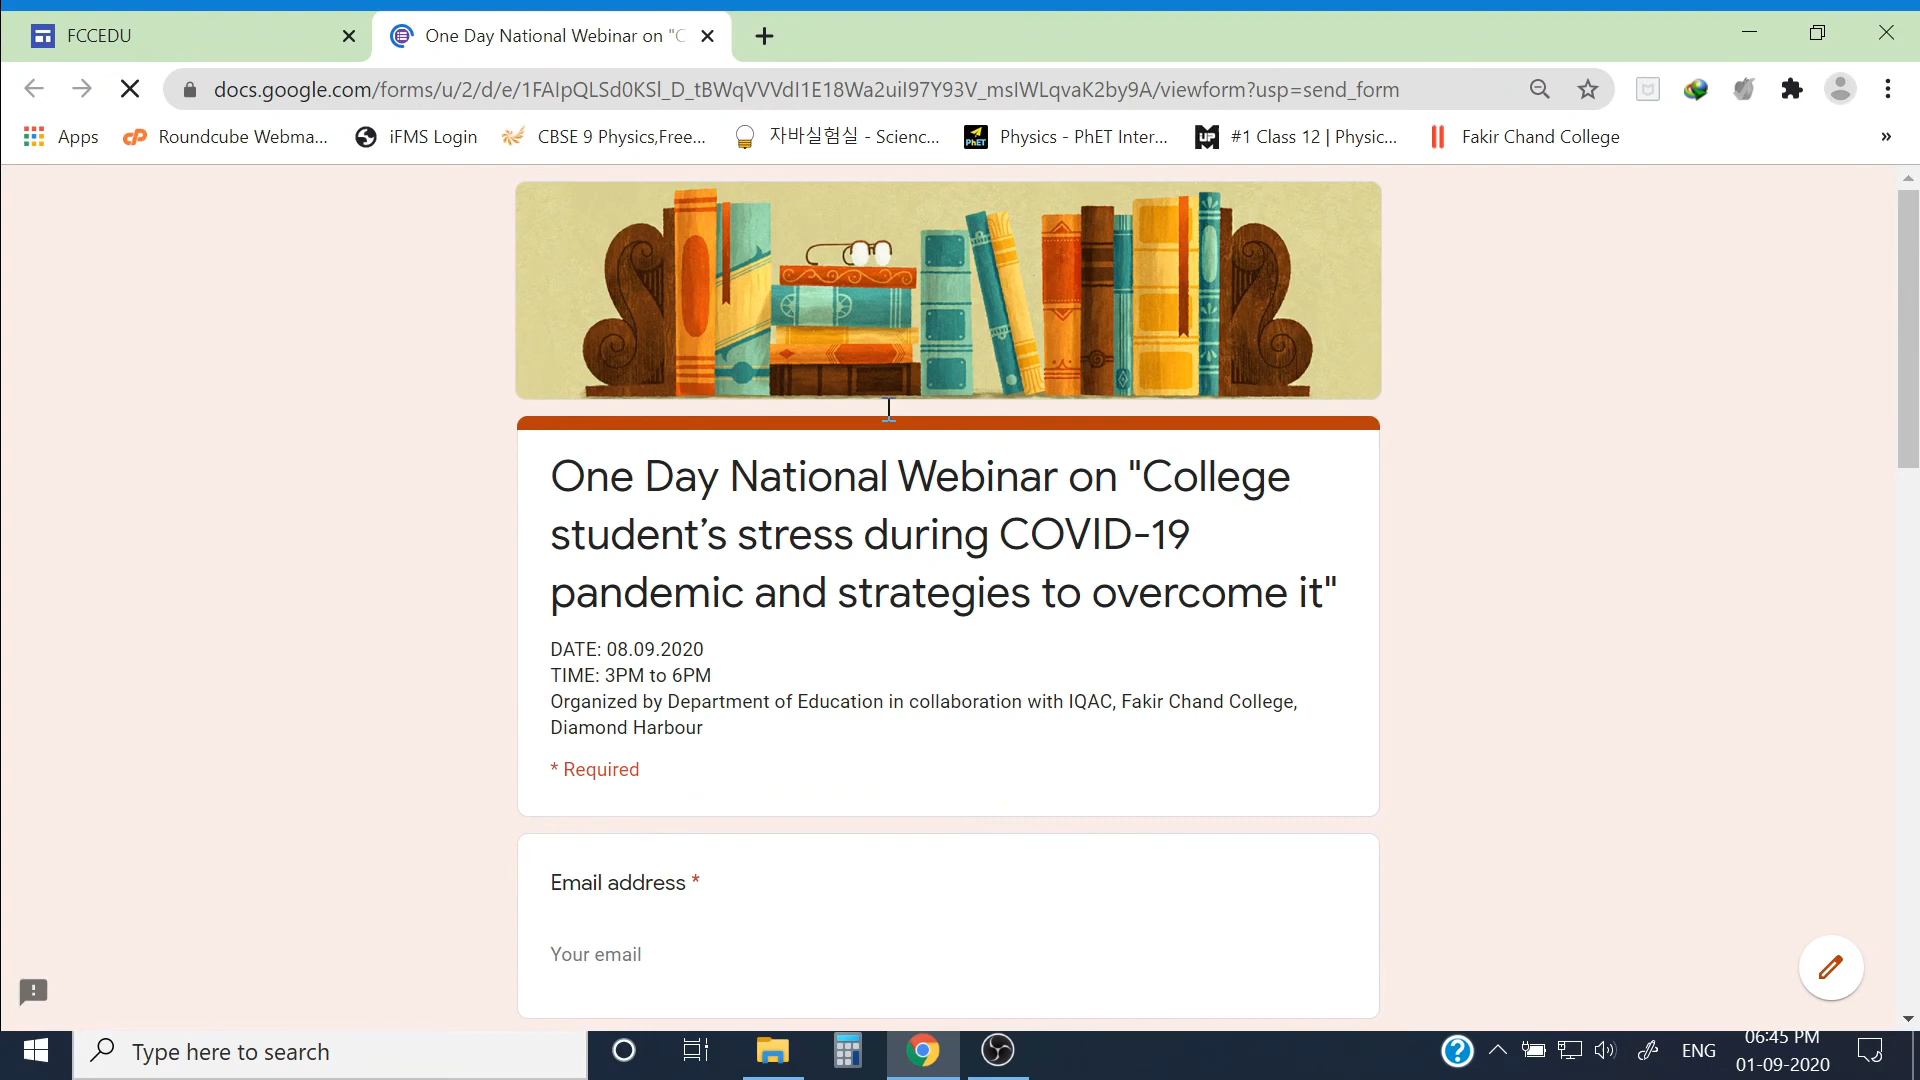 FCCEDU
One Day National Webinar on "C
docs.google.com/forms/u/2/d/e/1FAIpQLSd0KSl_D_tBWqVVVdI1E18Wa2uiI97Y93V_msIWLqvaK2by9A/viewform?usp=send_form
Apps
cP Roundcube Webma...
iFMS Login
CBSE 9 Physics,Free...
자바실험실 - Scienc...
PhET Physics - PhET Inter...
UP #1 Class 12 | Physic...
Fakir Chand College
»
One Day National Webinar on "College
student’s stress during COVID-19
pandemic and strategies to overcome it"
DATE: 08.09.2020
TIME: 3PM to 6PM
Organized by Department of Education in collaboration with IQAC, Fakir Chand College,
Diamond Harbour
* Required
Email address *
Your email
Type here to search
ENG
06:45 PM
01-09-2020